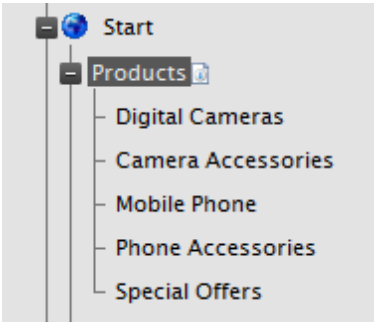 Start
Products
Digital Cameras
Camera Accessories
Mobile Phone
Phone Accessories
Special Offers